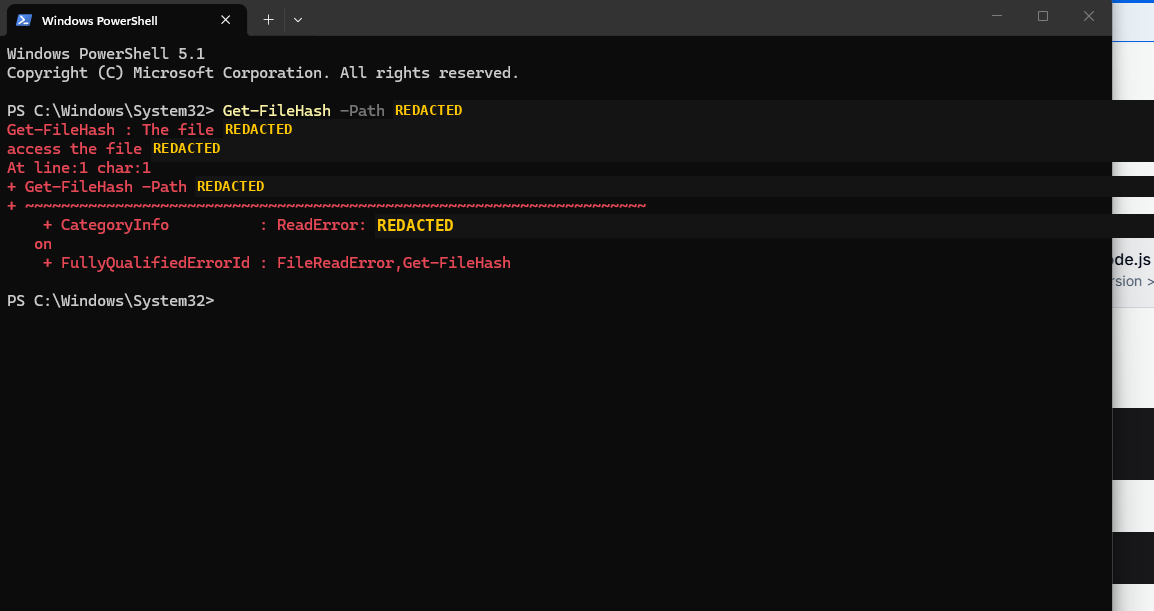 Windows PowerShell
Windows PowerShell 5.1
Copyright (C) Microsoft Corporation. All rights reserved.
PS C:\Windows\System32> Get-FileHash -Path REDACTED
Get-FileHash : The file REDACTED
access the file REDACTED
At line:1 char:1
+ Get-FileHash -Path REDACTED
+ ~~~~~~~~~~~~~~~~~~~~~~~~~~~~~~~~~~~~~~~~~~~~~~~~~~~~~~~~~~~~~~~~~~~~~
+ CategoryInfo : ReadError: REDACTED
on
+ FullyQualifiedErrorId : FileReadError,Get-FileHash
de.js
rsion >
PS C:\Windows\System32>